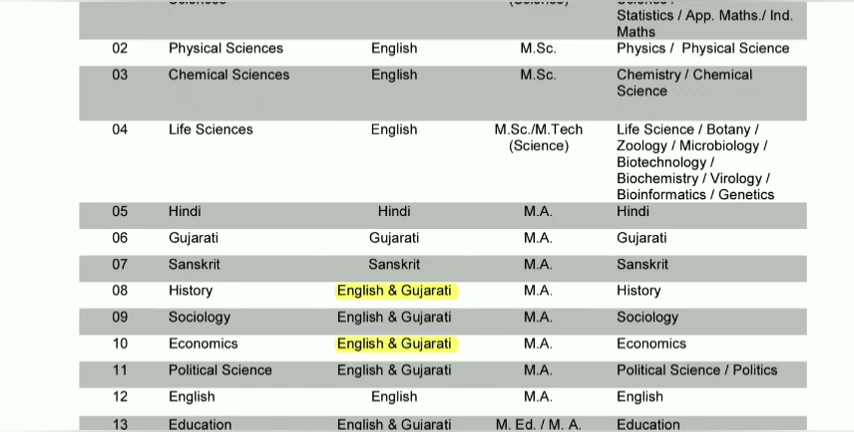 Statistics / App. Maths./ Ind.
Maths
02 Physical Sciences English M.Sc. Physics / Physical Science
03 Chemical Sciences English M.Sc. Chemistry / Chemical
Science
04 Life Sciences English M.Sc./M.Tech Life Science / Botany /
(Science) Zoology / Microbiology /
Biotechnology /
Biochemistry / Virology /
Bioinformatics / Genetics
05 Hindi Hindi M.A. Hindi
06 Gujarati Gujarati M.A. Gujarati
07 Sanskrit Sanskrit M.A. Sanskrit
08 History English & Gujarati M.A. History
09 Sociology English & Gujarati M.A. Sociology
10 Economics English & Gujarati M.A. Economics
11 Political Science English & Gujarati M.A. Political Science / Politics
12 English English M.A. English
13 Education English & Gujarati M. Ed. / M. A. Education